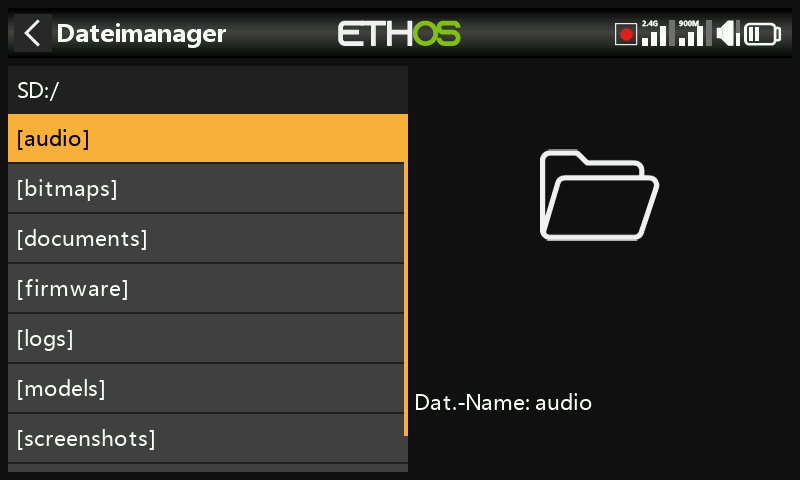 Dateimanager
ETHOS
2.4G
900M
SD:/
[audio]
[bitmaps]
[documents]
[firmware]
[logs]
[models]
[screenshots]
Dat.-Name: audio